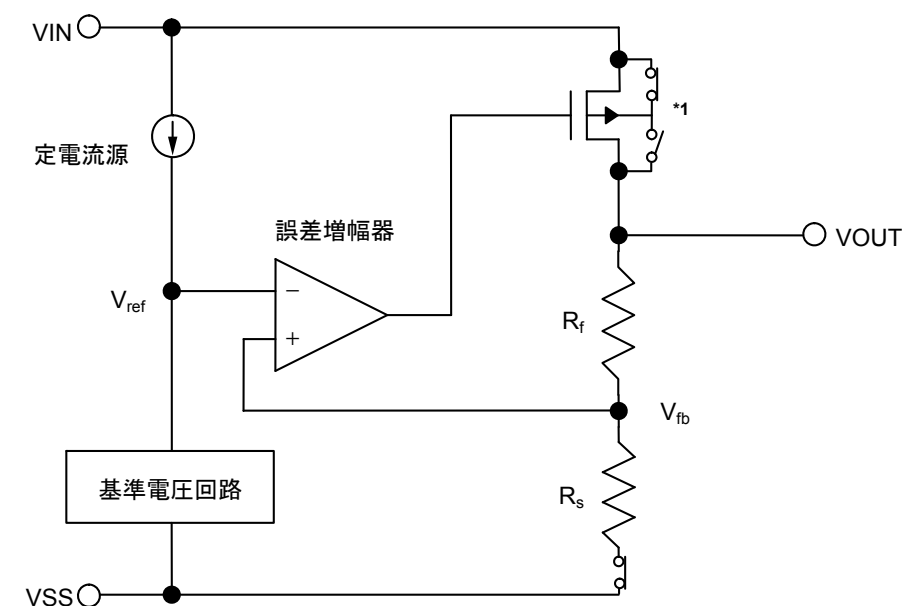 VIN
*1
定電流源
誤差増幅器
VOUT
Vref
−
+
Rf
Vfb
基準電圧回路
Rs
VSS